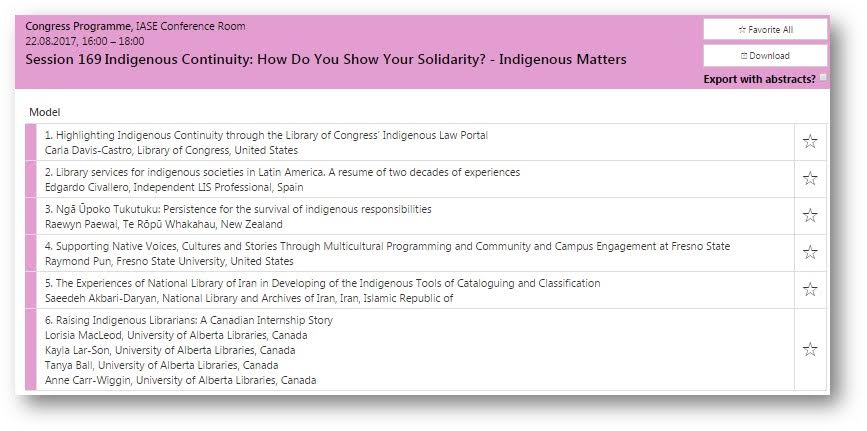 Congress Programme, IASE Conference Room
22.08.2017, 16:00 – 18:00
Session 169 Indigenous Continuity: How Do You Show Your Solidarity? - Indigenous Matters
Favorite All
Download
Export with abstracts?
Model
1. Highlighting Indigenous Continuity through the Library of Congress' Indigenous Law Portal
Carla Davis-Castro, Library of Congress, United States
2. Library services for indigenous societies in Latin America. A resume of two decades of experiences
Edgardo Civallero, Independent LIS Professional, Spain
3. Ngā Ūpoko Tukutuku: Persistence for the survival of indigenous responsibilities
Raewyn Paewai, Te Rōpū Whakahau, New Zealand
4. Supporting Native Voices, Cultures and Stories Through Multicultural Programming and Community and Campus Engagement at Fresno State
Raymond Pun, Fresno State University, United States
5. The Experiences of National Library of Iran in Developing of the Indigenous Tools of Cataloguing and Classification
Saeedeh Akbari-Daryan, National Library and Archives of Iran, Iran, Islamic Republic of
6. Raising Indigenous Librarians: A Canadian Internship Story
Lorisia MacLeod, University of Alberta Libraries, Canada
Kayla Lar-Son, University of Alberta Libraries, Canada
Tanya Ball, University of Alberta Libraries, Canada
Anne Carr-Wiggin, University of Alberta Libraries, Canada